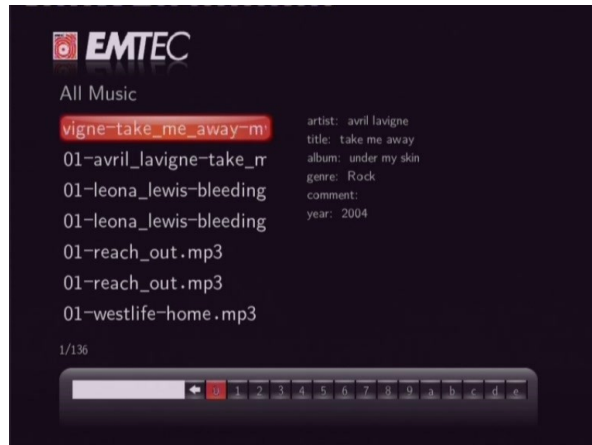 EMTEC
All Music
vigne-take_me_away-m
artist: avril lavigne
title: take me away
01-avril_lavigne-take_m
album: under my skin
genre: Rock
01-leona_lewis-bleeding
comment:
01-leona_lewis-bleeding
year: 2004
01-reach_out.mp3
01-reach_out.mp3
01-westlife-home.mp3
1/136
0 1 2 3 4 5 6 7 8 9 a b c d e